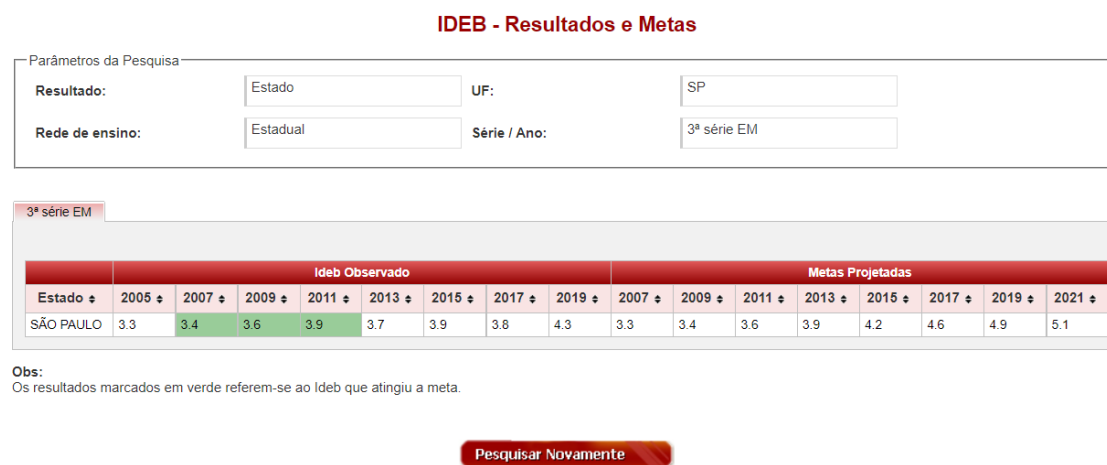 IDEB - Resultados e Metas
Parâmetros da Pesquisa
Resultado: Estado UF: SP
Rede de ensino: Estadual Série / Ano: 3ª série EM
3ª série EM
Ideb Observado Metas Projetadas
Estado 2005 2007 2009 2011 2013 2015 2017 2019 2007 2009 2011 2013 2015 2017 2019 2021
SÃO PAULO 3.3 3.4 3.6 3.9 3.7 3.9 3.8 4.3 3.3 3.4 3.6 3.9 4.2 4.6 4.9 5.1
Obs:
Os resultados marcados em verde referem-se ao Ideb que atingiu a meta.
Pesquisar Novamente